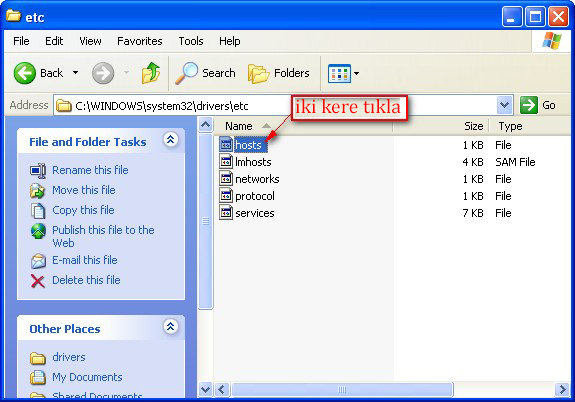 etc
File Edit View Favorites Tools Help
Back Search Folders
Address C:\WINDOWS\system32\drivers\etc Go
iki kere tıkla
Name Size Type
File and Folder Tasks
Rename this file
Move this file
Copy this file
Publish this file to the
Web
E-mail this file
Delete this file
Other Places
drivers
My Documents
Shared Documents
hosts 1 KB File
lmhosts 4 KB SAM File
networks 1 KB File
protocol 1 KB File
services 7 KB File